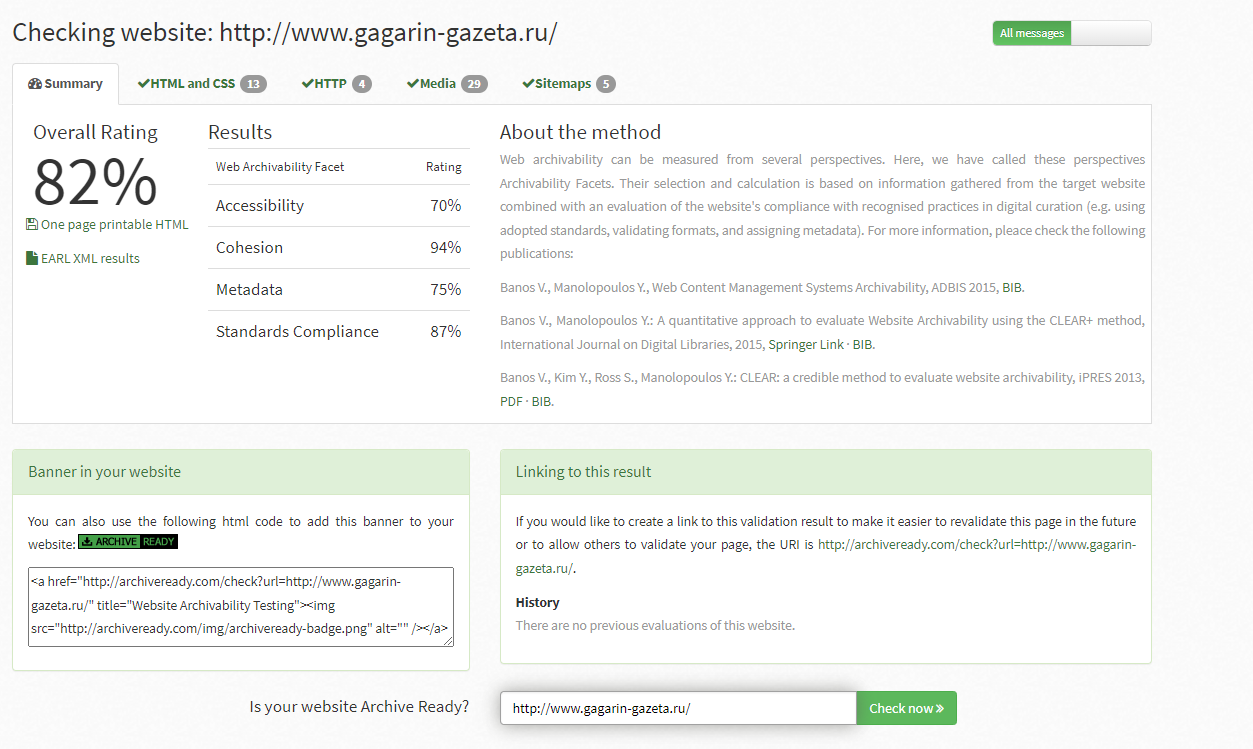 Checking website: http://www.gagarin-gazeta.ru/
All messages
Summary
HTML and CSS 13
HTTP 4
Media 29
Sitemaps 5
Overall Rating
82%
One page printable HTML
EARL XML results
Results
Web Archivability Facet Rating
Accessibility 70%
Cohesion 94%
Metadata 75%
Standards Compliance 87%
About the method
Web archivability can be measured from several perspectives. Here, we have called these perspectives
Archivability Facets. Their selection and calculation is based on information gathered from the target website
combined with an evaluation of the website's compliance with recognised practices in digital curation (e.g. using
adopted standards, validating formats, and assigning metadata). For more information, pleace check the following
publications:
Banos V., Manolopoulos Y., Web Content Management Systems Archivability, ADBIS 2015, BIB.
Banos V., Manolopoulos Y.: A quantitative approach to evaluate Website Archivability using the CLEAR+ method,
International Journal on Digital Libraries, 2015, Springer Link · BIB.
Banos V., Kim Y., Ross S., Manolopoulos Y.: CLEAR: a credible method to evaluate website archivability, iPRES 2013,
PDF · BIB.
Banner in your website
You can also use the following html code to add this banner to your
website: ARCHIVE READY
<a href="http://archiveready.com/check?url=http://www.gagarin-
gazeta.ru/" title="Website Archivability Testing"><img
src="http://archiveready.com/img/archiveready-badge.png" alt="" /></a>
Linking to this result
If you would like to create a link to this validation result to make it easier to revalidate this page in the future
or to allow others to validate your page, the URI is http://archiveready.com/check?url=http://www.gagarin-
gazeta.ru/.
History
There are no previous evaluations of this website.
Is your website Archive Ready?
http://www.gagarin-gazeta.ru/
Check now »